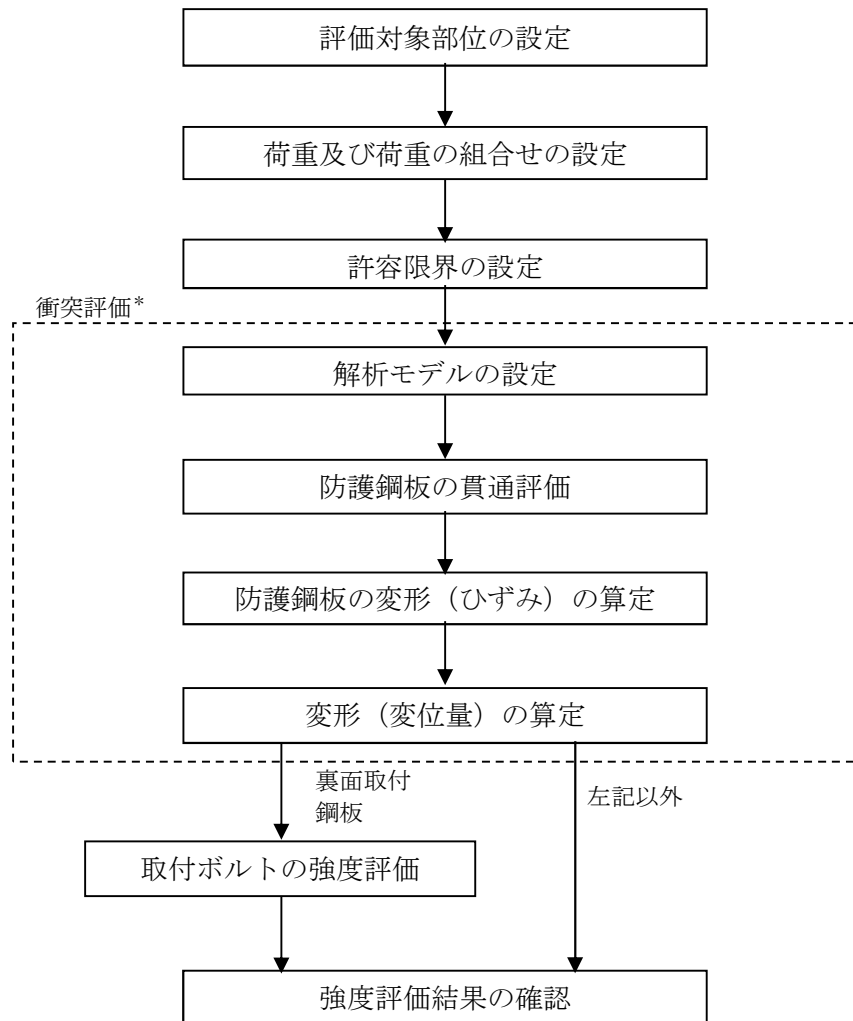 評価対象部位の設定
荷重及び荷重の組合せの設定
許容限界の設定
衝突評価*
解析モデルの設定
防護鋼板の貫通評価
防護鋼板の変形（ひずみ）の算定
変形（変位量）の算定
裏面取付
鋼板
左記以外
取付ボルトの強度評価
強度評価結果の確認